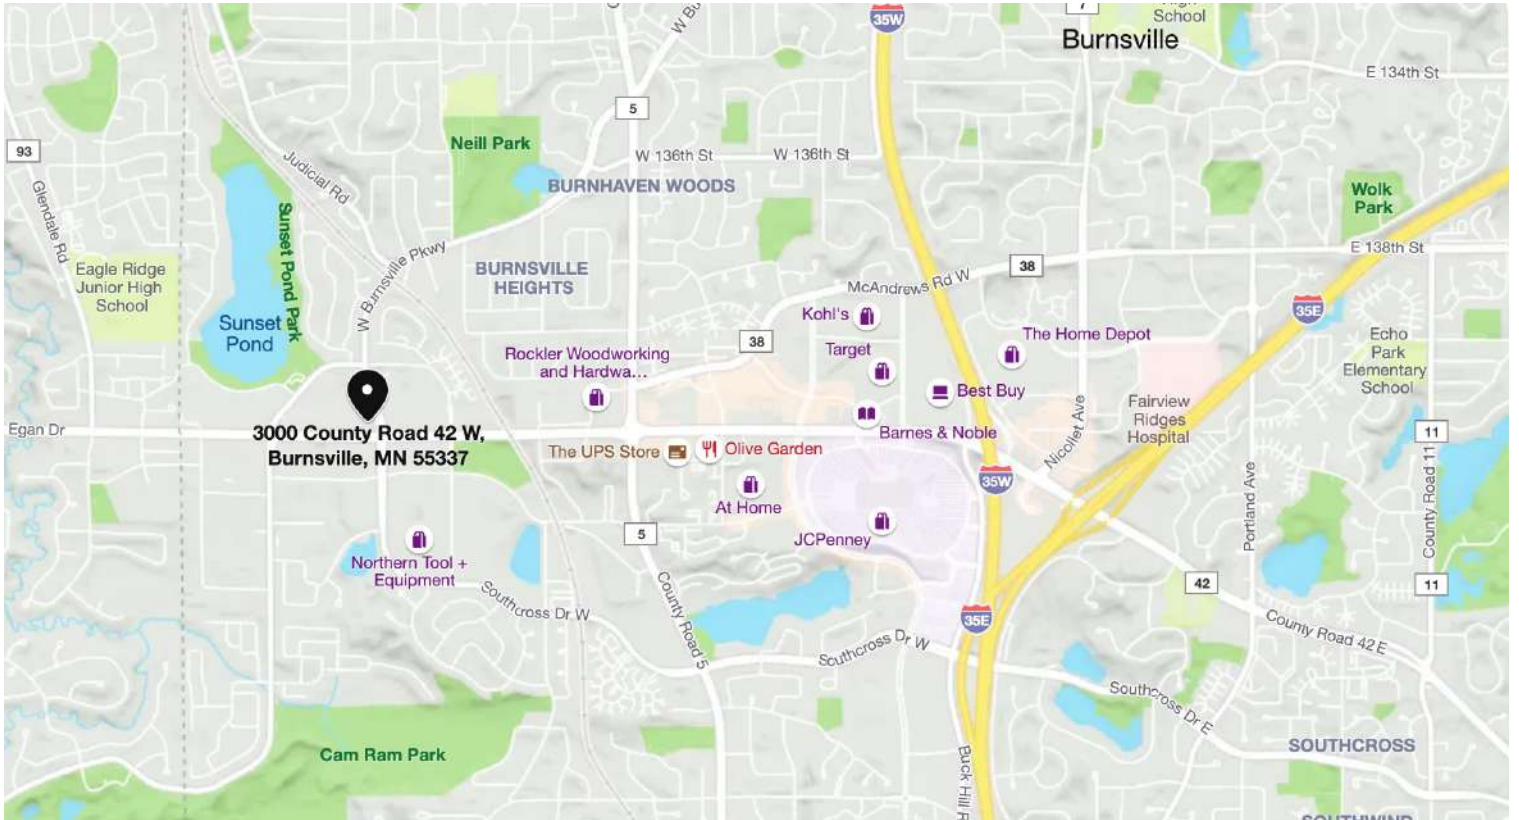 35W
7
High
School
Burnsville
W Bu
E 134th St
5
93
Neill Park
W 136th St
W 136th St
Judicial Rd
BURNHAVEN WOODS
Glendale Rd
Wolk
Park
Sunset Pond Park
E 138th St
W Burnsville Pkwy
BURNSVILLE
HEIGHTS
Eagle Ridge
Junior High
School
38
McAndrews Rd W
35E
Kohl's
Sunset
Pond
The Home Depot
38
Target
Echo
Park
Elementary
School
Rockler Woodworking
and Hardwa...
Best Buy
Fairview
Ridges
Hospital
Barnes & Noble
Nicollet Ave
Egan Dr
3000 County Road 42 W,
Burnsville, MN 55337
The UPS Store
Olive Garden
11
35W
At Home
JCPenney
Portland Ave
County Road 11
5
Northern Tool +
Equipment
Southcross Dr W
County Road 5
42
11
35E
County Road 42 E
Southcross Dr W
Southcross Dr E
Cam Ram Park
SOUTHCROSS
Buck Hill R
SOUTHWIND